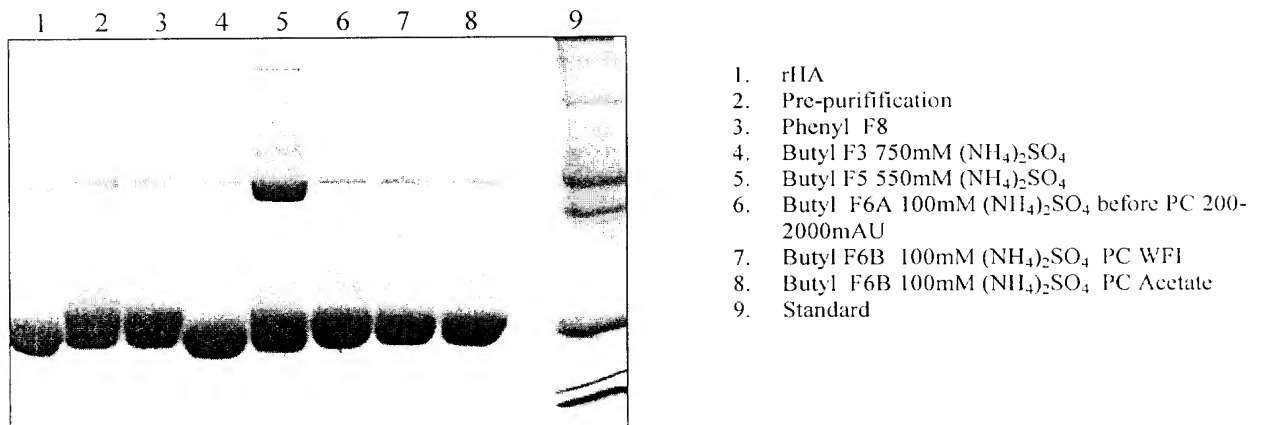 1 2 3 4 5 6 7 8 9
1. rHA
2. Pre-purifification
3. Phenyl F8
4. Butyl F3 750mM (NH₄)₂SO₄
5. Butyl F5 550mM (NH₄)₂SO₄
6. Butyl F6A 100mM (NH₄)₂SO₄ before PC 200-
2000mAU
7. Butyl F6B 100mM (NH₄)₂SO₄ PC WFI
8. Butyl F6B 100mM (NH₄)₂SO₄ PC Acetate
9. Standard